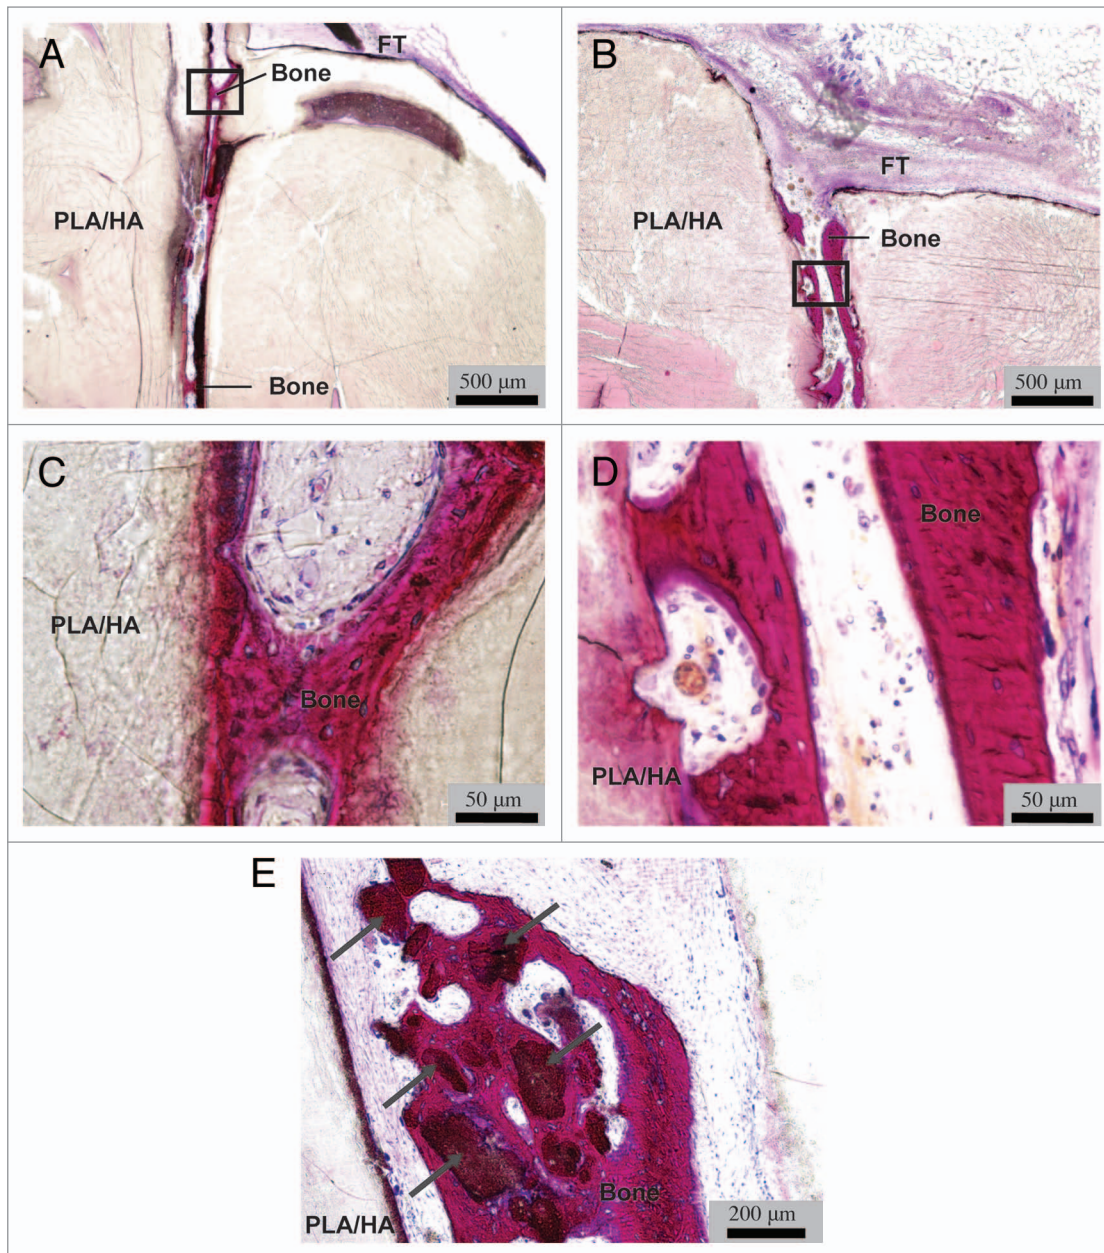 A
FT
Bone
PLA/HA
Bone
500 μm
B
FT
PLA/HA
Bone
500 μm
C
PLA/HA
Bone
50 μm
D
Bone
PLA/HA
50 μm
E
Bone
PLA/HA
200 μm